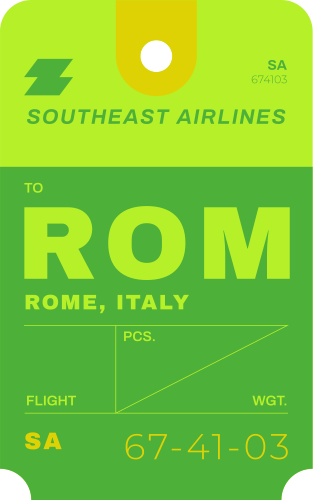 SA
674103
SOUTHEAST AIRLINES
TO
ROM
ROME, ITALY
PCS.
FLIGHT WGT.
SA 67-41-03